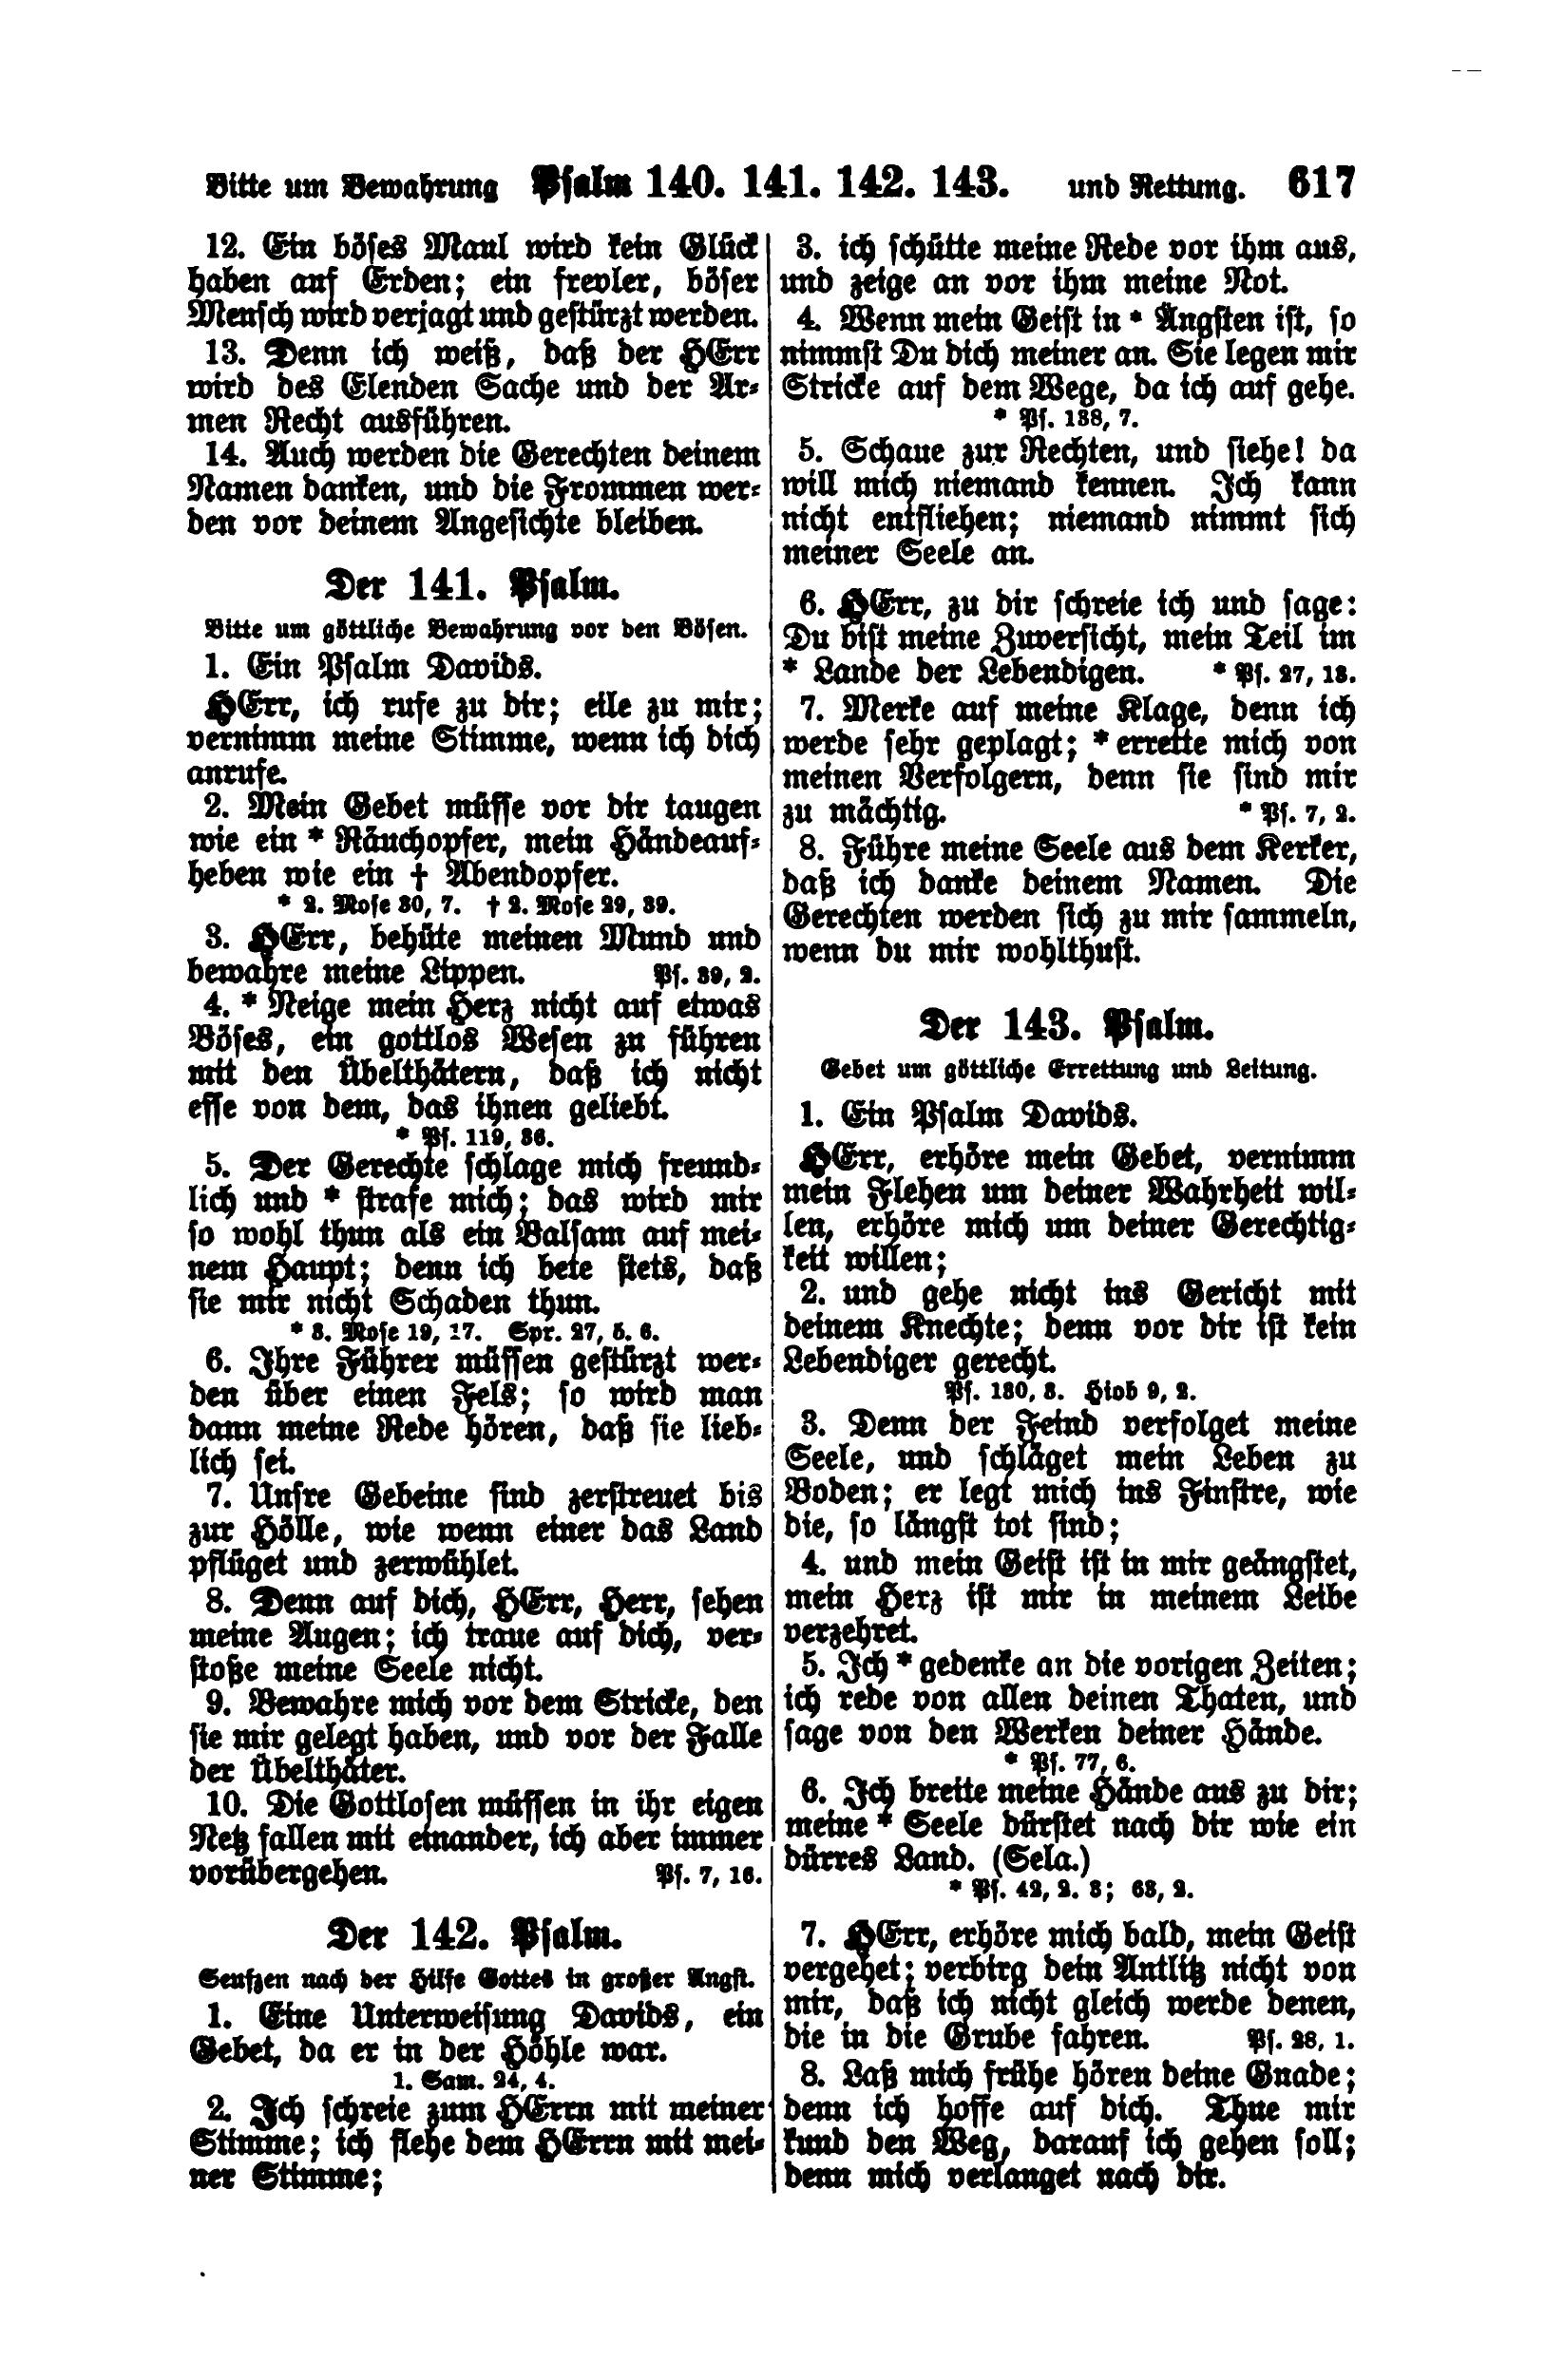 Bitte um Bewahrung Psalm 140. 141. 142. 143. und Rettung. 617
12. Ein böses Maul wird kein Glück
haben auf Erden; ein frevler, böser
Mensch wird verjagt und gestürzt werden.
13. Denn ich weiß, daß der HErr
wird des Elenden Sache und der Ar-
men Recht ausführen.
14. Auch werden die Gerechten deinem
Namen danken, und die Frommen wer-
den vor deinem Angesichte bleiben.
Der 141. Psalm.
Bitte um göttliche Bewahrung vor den Bösen.
1. Ein Psalm Davids.
HErr, ich rufe zu dir; eile zu mir;
vernimm meine Stimme, wenn ich dich
anrufe.
2. Mein Gebet müsse vor dir taugen
wie ein * Räuchopfer, mein Händeauf-
heben wie ein † Abendopfer.
* 2. Mose 30, 7. † 2. Mose 29, 39.
3. HErr, behüte meinen Mund und
bewahre meine Lippen. Ps. 39, 2.
4. * Neige mein Herz nicht auf etwas
Böses, ein gottlos Wesen zu führen
mit den Übelthätern, daß ich nicht
esse von dem, das ihnen geliebt.
* Ps. 119, 36.
5. Der Gerechte schlage mich freund-
lich und * strafe mich; das wird mir
so wohl thun als ein Balsam auf mei-
nem Haupt; denn ich bete stets, daß
sie mir nicht Schaden thun.
* 3. Mose 19, 17. Spr. 27, 5. 6.
6. Ihre Führer müssen gestürzt wer-
den über einen Fels; so wird man
dann meine Rede hören, daß sie lieb-
lich sei.
7. Unsre Gebeine sind zerstreuet bis
zur Hölle, wie wenn einer das Land
pflüget und zerwühlet.
8. Denn auf dich, HErr, Herr, sehen
meine Augen; ich traue auf dich, ver-
stoße meine Seele nicht.
9. Bewahre mich vor dem Stricke, den
sie mir gelegt haben, und vor der Falle
der Übelthäter.
10. Die Gottlosen müssen in ihr eigen
Netz fallen mit einander, ich aber immer
vorübergehen. Ps. 7, 16.
Der 142. Psalm.
Seufzen nach der Hilfe Gottes in großer Angst.
1. Eine Unterweisung Davids, ein
Gebet, da er in der Höhle war.
1. Sam. 24, 4.
2. Ich schreie zum HErrn mit meiner
Stimme; ich flehe dem HErrn mit mei-
ner Stimme;
3. ich schütte meine Rede vor ihm aus,
und zeige an vor ihm meine Not.
4. Wenn mein Geist in * Ängsten ist, so
nimmst Du dich meiner an. Sie legen mir
Stricke auf dem Wege, da ich auf gehe.
* Ps. 138, 7.
5. Schaue zur Rechten, und siehe! da
will mich niemand kennen. Ich kann
nicht entfliehen; niemand nimmt sich
meiner Seele an.
6. HErr, zu dir schreie ich und sage:
Du bist meine Zuversicht, mein Teil im
* Lande der Lebendigen. * Ps. 27, 13.
7. Merke auf meine Klage, denn ich
werde sehr geplagt; * errette mich von
meinen Verfolgern, denn sie sind mir
zu mächtig. * Ps. 7, 2.
8. Führe meine Seele aus dem Kerker,
daß ich danke deinem Namen. Die
Gerechten werden sich zu mir sammeln,
wenn du mir wohlthust.
Der 143. Psalm.
Gebet um göttliche Errettung und Leitung.
1. Ein Psalm Davids.
HErr, erhöre mein Gebet, vernimm
mein Flehen um deiner Wahrheit wil-
len, erhöre mich um deiner Gerechtig-
keit willen;
2. und gehe nicht ins Gericht mit
deinem Knechte; denn vor dir ist kein
Lebendiger gerecht.
Ps. 130, 3. Hiob 9, 2.
3. Denn der Feind verfolget meine
Seele, und schläget mein Leben zu
Boden; er legt mich ins Finstre, wie
die, so längst tot sind;
4. und mein Geist ist in mir geängstet,
mein Herz ist mir in meinem Leibe
verzehret.
5. Ich * gedenke an die vorigen Zeiten;
ich rede von allen deinen Thaten, und
sage von den Werken deiner Hände.
* Ps. 77, 6.
6. Ich breite meine Hände aus zu dir;
meine * Seele dürstet nach dir wie ein
dürres Land. (Sela.)
* Ps. 42, 2. 3; 63, 2.
7. HErr, erhöre mich bald, mein Geist
vergehet; verbirg dein Antlitz nicht von
mir, daß ich nicht gleich werde denen,
die in die Grube fahren. Ps. 28, 1.
8. Laß mich frühe hören deine Gnade;
denn ich hoffe auf dich. Thue mir
kund den Weg, darauf ich gehen soll;
denn mich verlanget nach dir.